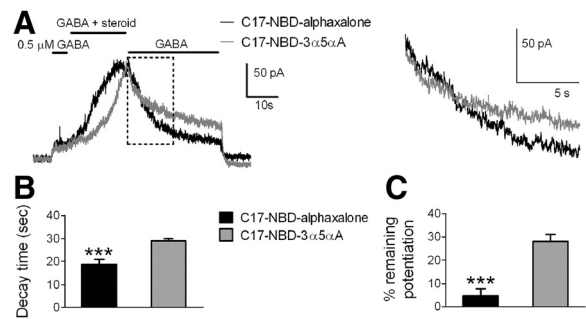 A
GABA + steroid
0.5 μM GABA
GABA
C17-NBD-alphaxalone
C17-NBD-3α5αA
50 pA
10s
50 pA
5 s
B
Decay time (sec)
40
30
20
10
0
***
C17-NBD-alphaxalone
C17-NBD-3α5αA
C
% remaining
potentiation
40
30
20
10
0
***